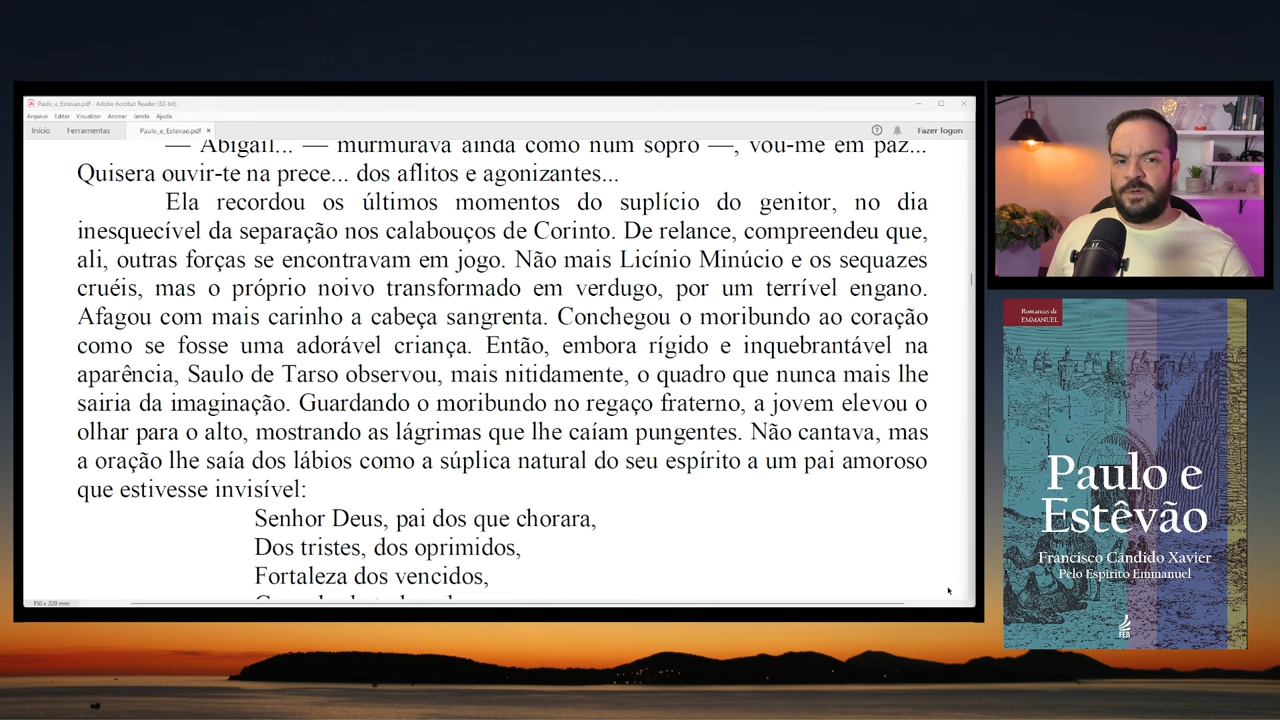 Paulo_e_Estevao.pdf - Adobe Acrobat Reader (32-bit)
Arquivo Editar Visualizar Assinar Janela Ajuda
Início Ferramentas Paulo_e_Estevao.pdf × Fazer logon
— Abigail... — murmurava ainda como num sopro —, vou-me em paz...
Quisera ouvir-te na prece... dos aflitos e agonizantes...
Ela recordou os últimos momentos do suplício do genitor, no dia
inesquecível da separação nos calabouços de Corinto. De relance, compreendeu que,
ali, outras forças se encontravam em jogo. Não mais Licínio Minúcio e os sequazes
cruéis, mas o próprio noivo transformado em verdugo, por um terrível engano.
Afagou com mais carinho a cabeça sangrenta. Conchegou o moribundo ao coração
como se fosse uma adorável criança. Então, embora rígido e inquebrantável na
aparência, Saulo de Tarso observou, mais nitidamente, o quadro que nunca mais lhe
sairia da imaginação. Guardando o moribundo no regaço fraterno, a jovem elevou o
olhar para o alto, mostrando as lágrimas que lhe caíam pungentes. Não cantava, mas
a oração lhe saía dos lábios como a súplica natural do seu espírito a um pai amoroso
que estivesse invisível:
Senhor Deus, pai dos que chorara,
Dos tristes, dos oprimidos,
Fortaleza dos vencidos,
150 x 220 mm
Romances de
EMMANUEL
Paulo e
Estêvão
Francisco Cândido Xavier
Pelo Espírito Emmanuel
FEB